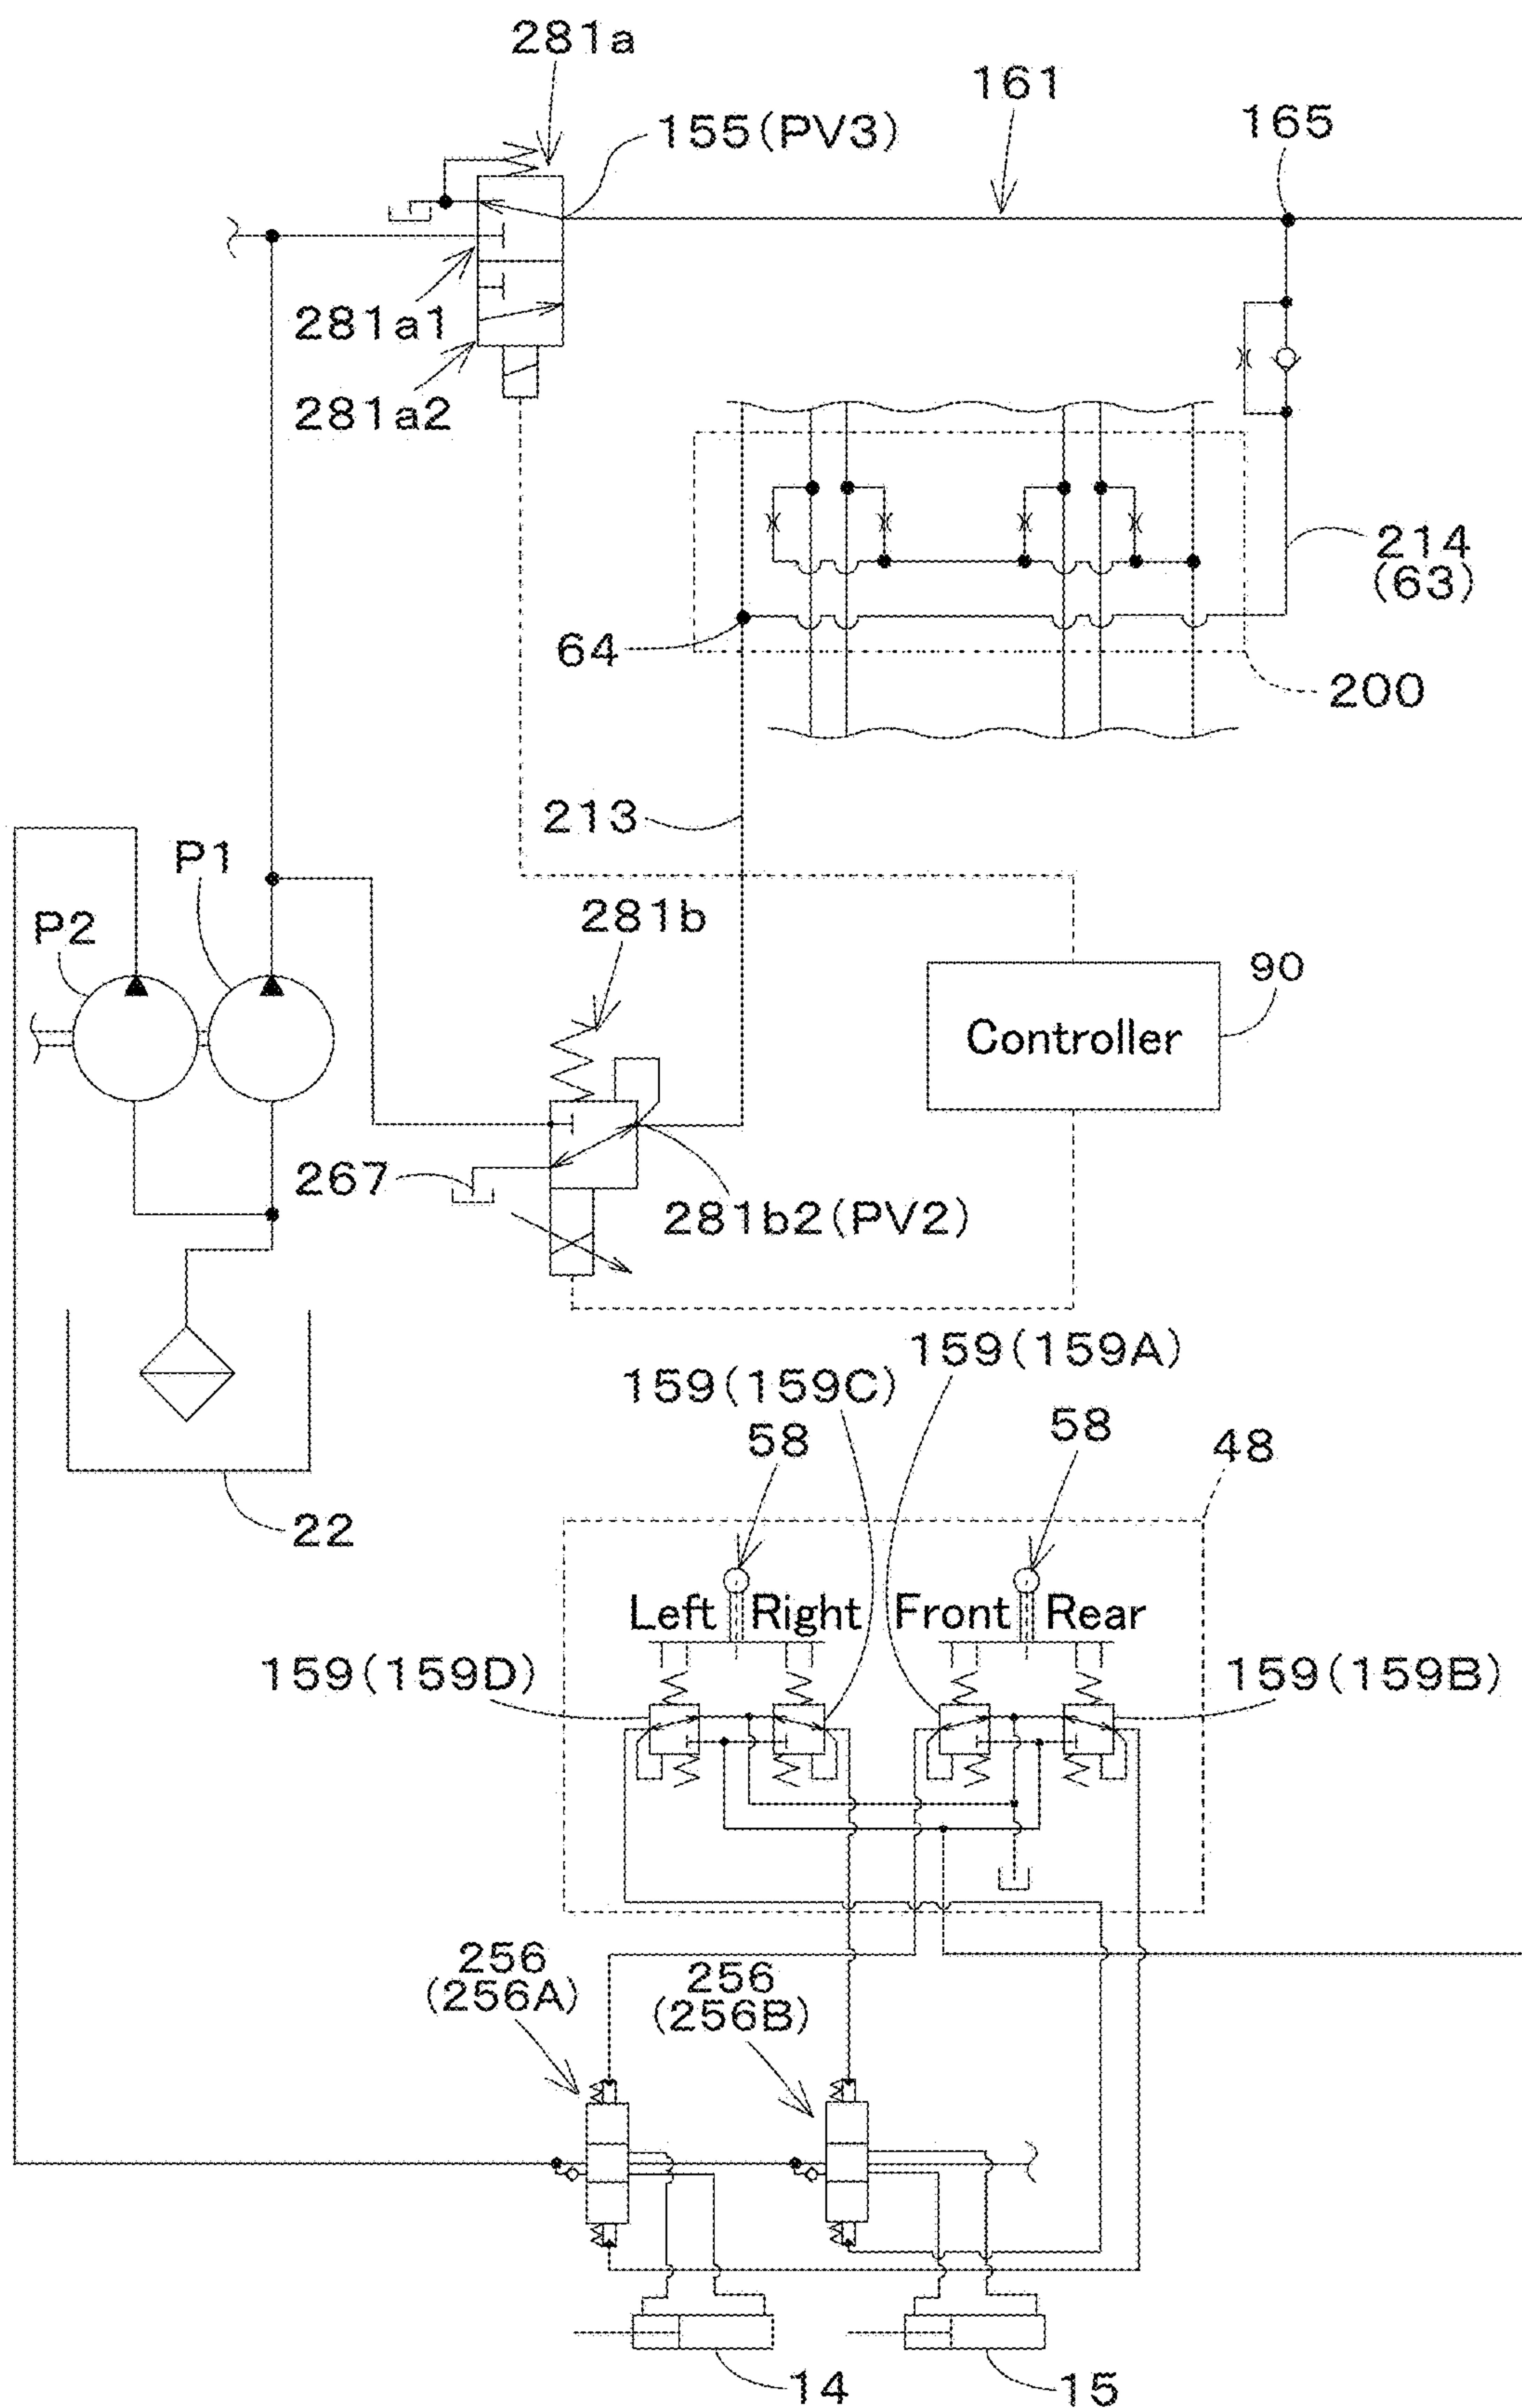 281a
161
155(PV3)
165
281a1
281a2
214
(63)
64
200
213
P1
P2
281b
90
Controller
267
281b2(PV2)
159(159A)
159(159C)
58
58
48
22
Left Right Front Rear
159(159D)
159(159B)
256
(256A)
256
(256B)
14
15